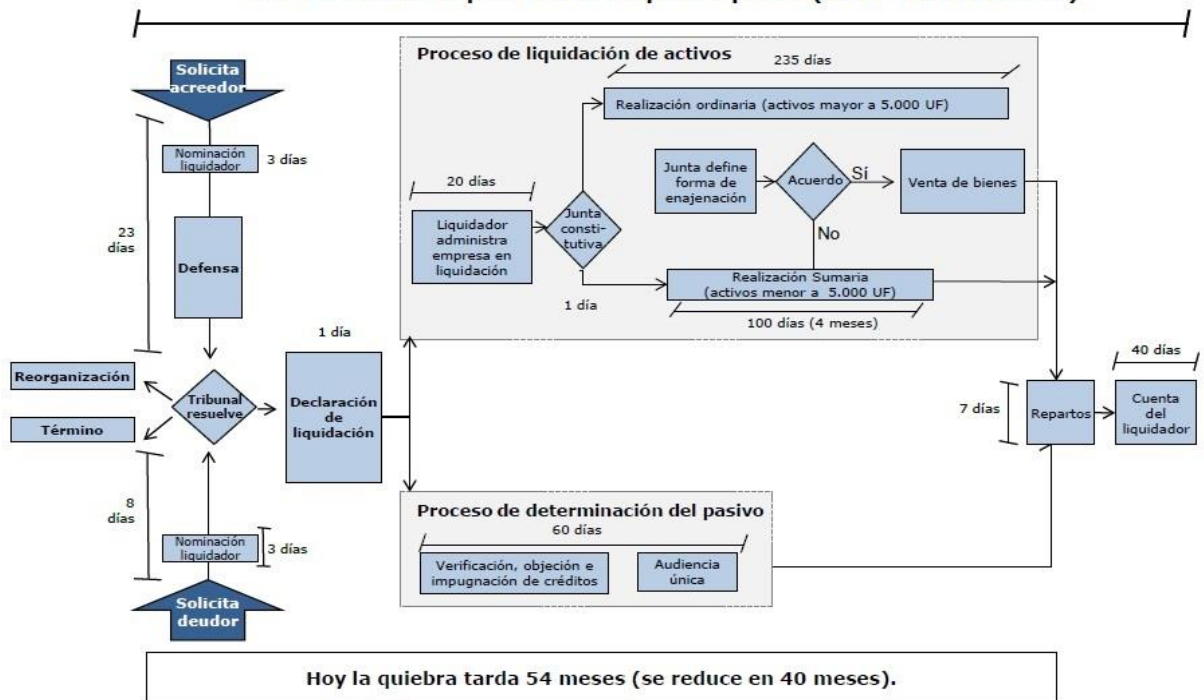 Proceso de liquidación de activos
235 días
Solicita
acreedor
Realización ordinaria (activos mayor a 5.000 UF)
Nominación
liquidador
3 días
Junta define
forma de
enajenación
Acuerdo
Sí
Venta de bienes
20 días
Liquidador
administra
empresa en
liquidación
Junta
consti-
tutiva
No
23
días
Defensa
1 día
Realización Sumaria
(activos menor a 5.000 UF)
100 días (4 meses)
1 día
Reorganización
Término
Tribunal
resuelve
Declaración
de
liquidación
40 días
7 días
Repartos
Cuenta
del
liquidador
8
días
Proceso de determinación del pasivo
60 días
Nominación
liquidador
3 días
Verificación, objeción e
impugnación de créditos
Audiencia
única
Solicita
deudor
Hoy la quiebra tarda 54 meses (se reduce en 40 meses).